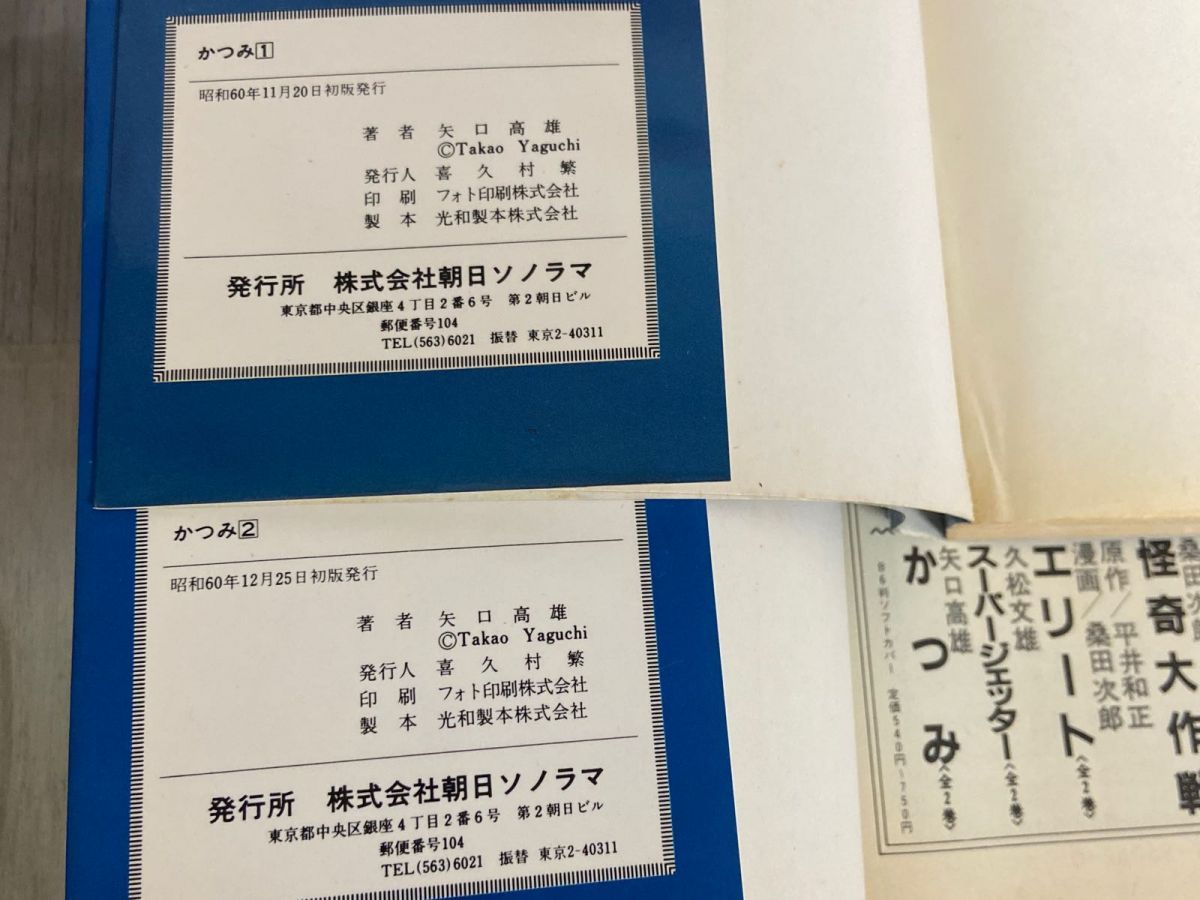 かつみ1
昭和60年11月20日初版発行
著者 矢口高雄
©Takao Yaguchi
発行人 喜久村繁
印刷 フォト印刷株式会社
製本 光和製本株式会社
発行所 株式会社朝日ソノラマ
東京都中央区銀座4丁目2番6号 第2朝日ビル
郵便番号104
TEL(563)6021 振替 東京2-40311
かつみ2
昭和60年12月25日初版発行
著者 矢口高雄
©Takao Yaguchi
発行人 喜久村繁
印刷 フォト印刷株式会社
製本 光和製本株式会社
発行所 株式会社朝日ソノラマ
東京都中央区銀座4丁目2番6号 第2朝日ビル
郵便番号104
TEL(563)6021 振替 東京2-40311
桑田次郎
怪奇大作戦
原作/平井和正
漫画/桑田次郎
エリート〈全2巻〉
久松文雄
スーパージェッター〈全2巻〉
矢口高雄
かつみ〈全2巻〉
B6判ソフトカバー 定価540円~750円